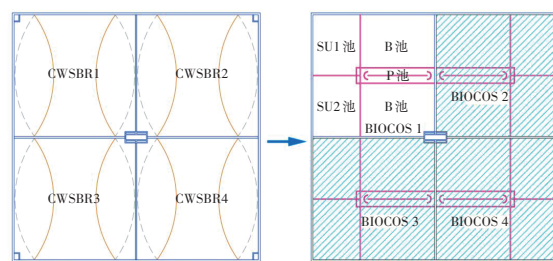 CWSBR1
CWSBR2
CWSBR3
CWSBR4
SU1 池
B 池
P 池
SU2 池
B 池
BIOCOS 1
BIOCOS 2
BIOCOS 3
BIOCOS 4